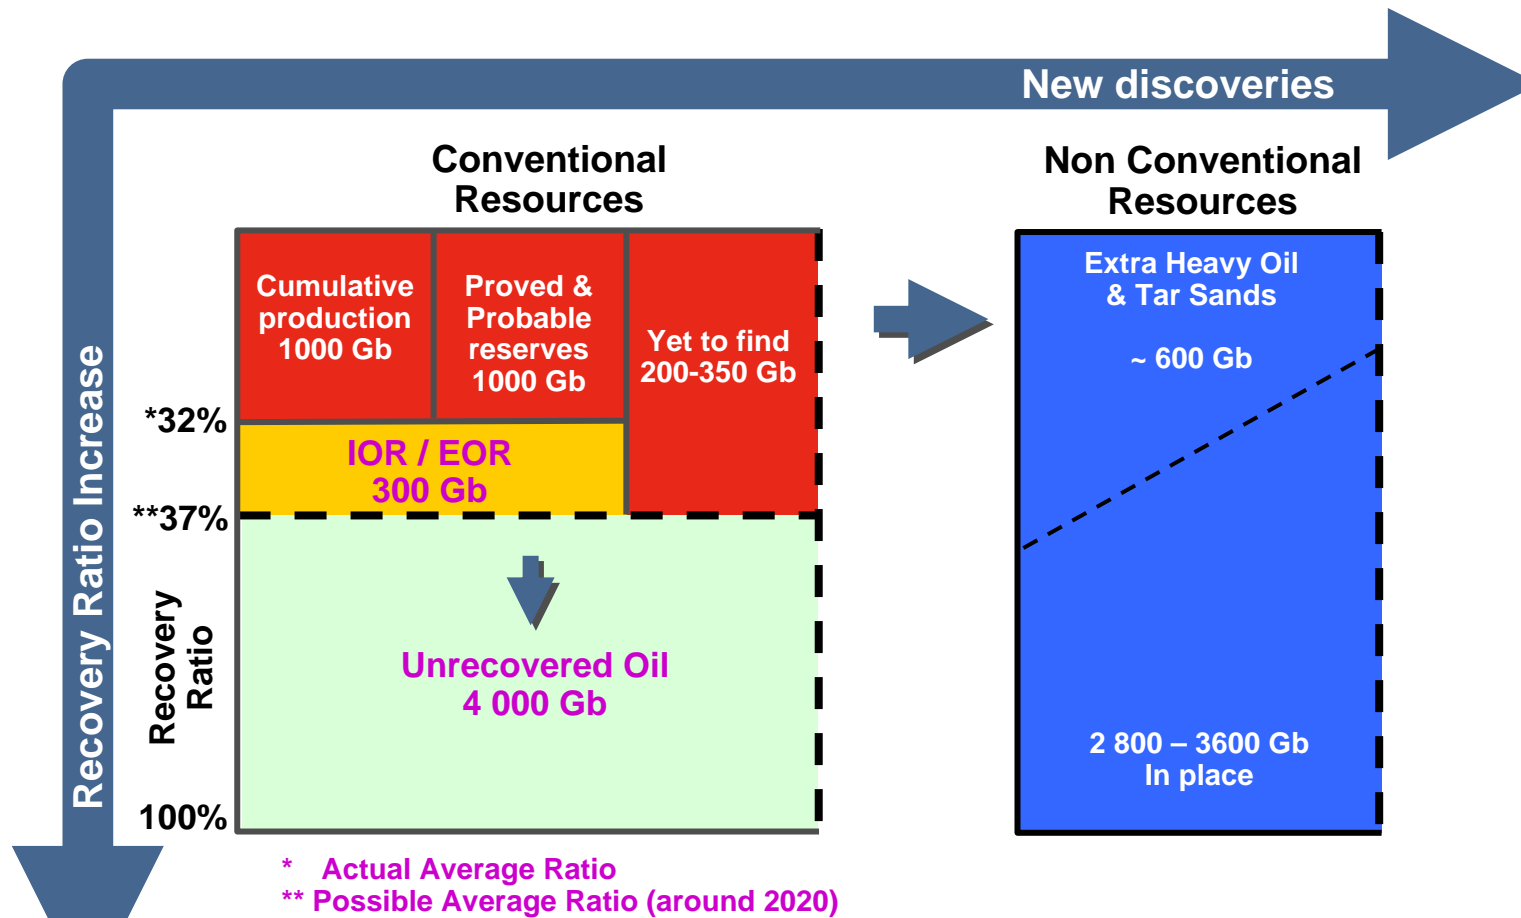 New discoveries
Conventional
Resources
Non Conventional
Resources
Cumulative
production
1000 Gb
Proved &
Probable
reserves
1000 Gb
Yet to find
200-350 Gb
Extra Heavy Oil
& Tar Sands
~ 600 Gb
*32%
IOR / EOR
300 Gb
**37%
Recovery Ratio Increase
Recovery
Ratio
Unrecovered Oil
4 000 Gb
2 800 – 3600 Gb
In place
100%
* Actual Average Ratio
** Possible Average Ratio (around 2020)